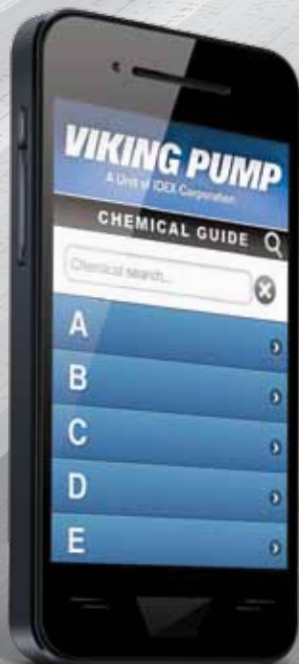 VIKING PUMP
A Unit of IDEX Corporation
CHEMICAL GUIDE
Chemical search...
A
B
C
D
E